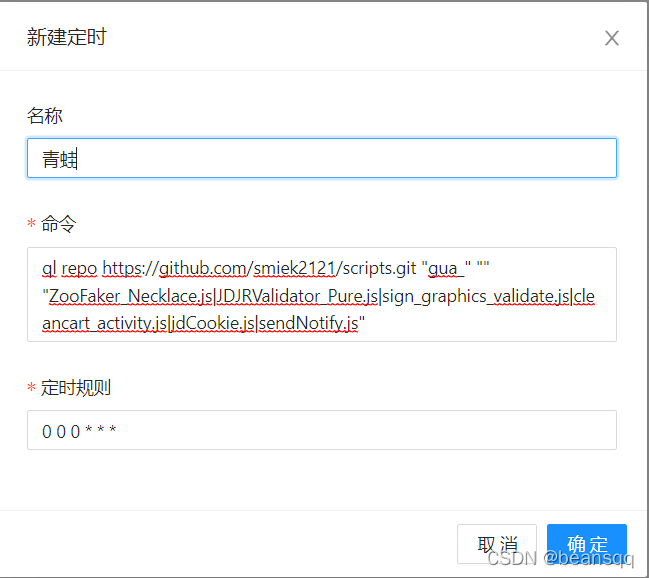 新建定时
名称
青蛙
* 命令
ql repo https://github.com/smiek2121/scripts.git "gua_" ""
"ZooFaker_Necklace.js|JDJRValidator_Pure.js|sign_graphics_validate.js|cle
ancart_activity.js|jdCookie.js|sendNotify.js"
* 定时规则
0 0 0 * * *
取 消 确 定
CSDN @beansqq